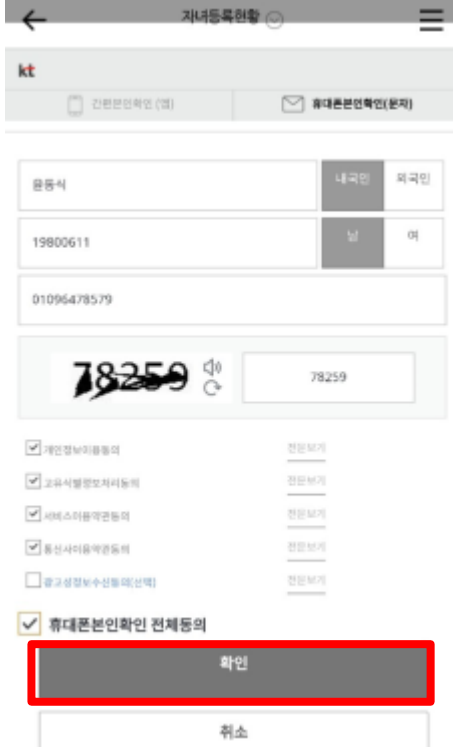 자녀등록현황
kt
간편본인확인 (앱) 휴대폰본인확인(문자)
윤동식 내국인 외국인
19800611 남 여
01096478579
78259 78259
개인정보이용동의 전문보기
고유식별정보처리동의 전문보기
서비스이용약관동의 전문보기
통신사이용약관동의 전문보기
광고성정보수신동의(선택) 전문보기
휴대폰본인확인 전체동의
확인
취소